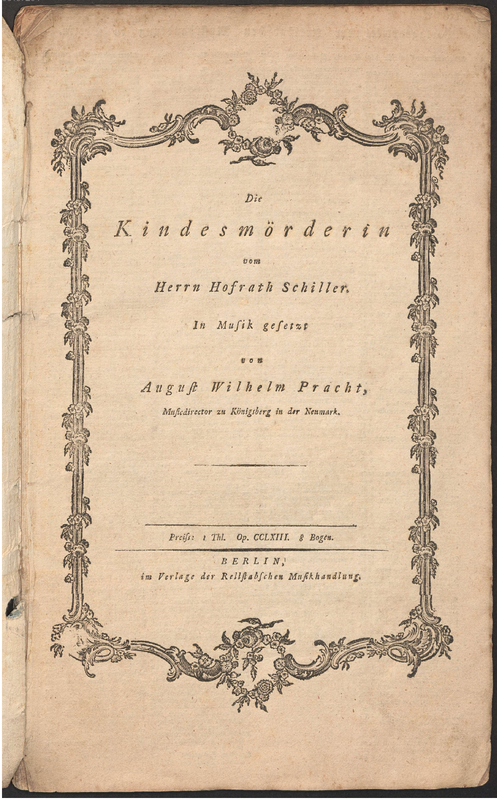 Die
Kindesmörderin
vom
Herrn Hofrath Schiller.
In Muſik geſetzt
von
Auguſt Wilhelm Pracht,
Muſicdirector zu Königsberg in der Neumark.
Preiſs: 1 Thl. Op. CCLXIII. 8 Bogen.
BERLIN,
im Verlage der Rellſtabſchen Muſikhandlung.